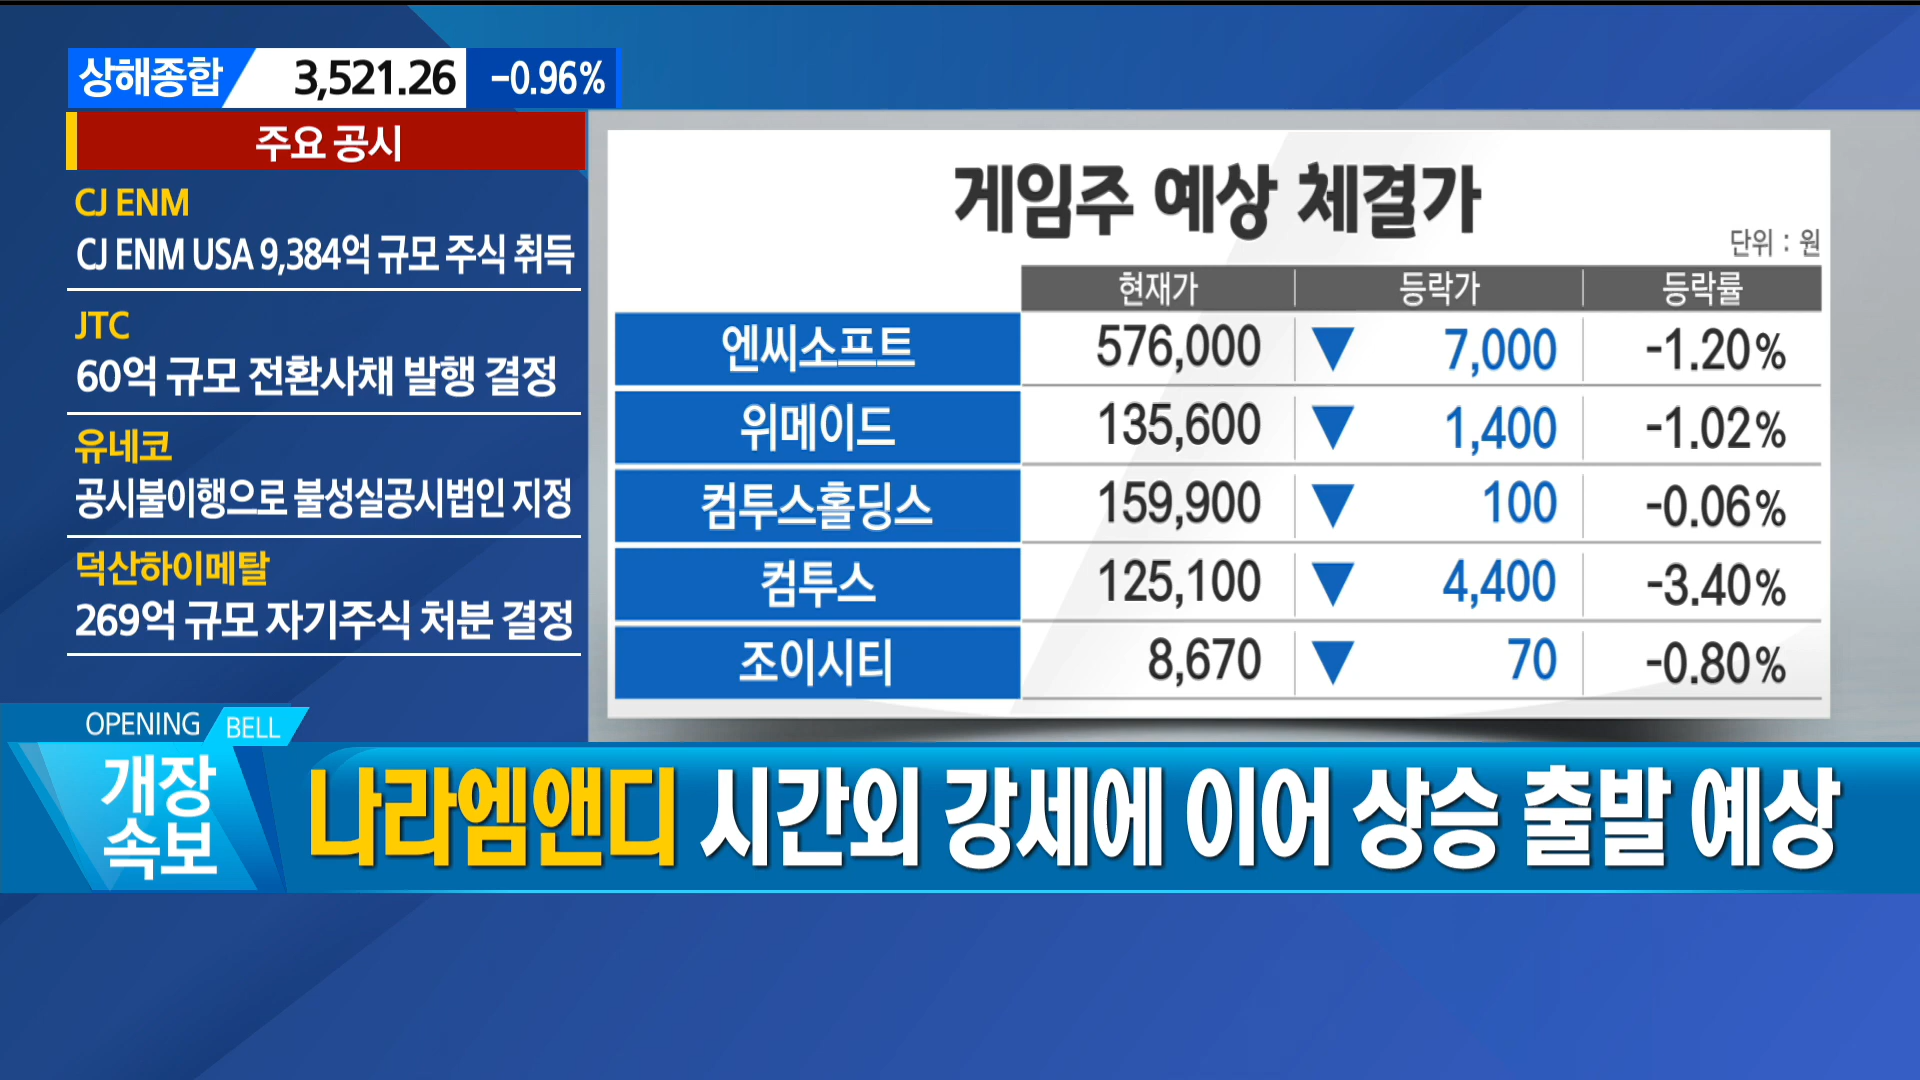 상해종합 3,521.26 -0.96%
주요 공시
CJ ENM
CJ ENM USA 9,384억 규모 주식 취득
JTC
60억 규모 전환사채 발행 결정
유네코
공시불이행으로 불성실공시법인 지정
덕산하이메탈
269억 규모 자기주식 처분 결정
게임주 예상 체결가
단위 : 원
현재가 등락가 등락률
엔씨소프트 576,000 ▼ 7,000 -1.20%
위메이드 135,600 ▼ 1,400 -1.02%
컴투스홀딩스 159,900 ▼ 100 -0.06%
컴투스 125,100 ▼ 4,400 -3.40%
조이시티 8,670 ▼ 70 -0.80%
OPENING BELL
개장
속보
나라엠앤디 시간외 강세에 이어 상승 출발 예상